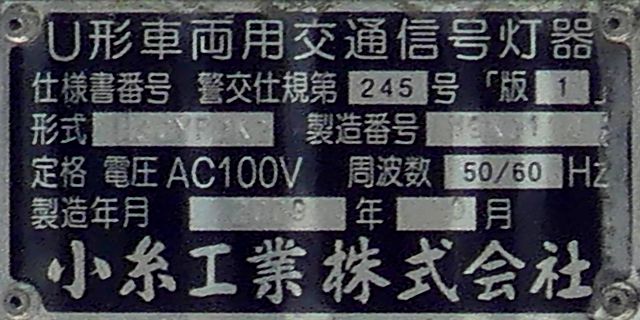 U形車両用交通信号灯器
仕様書番号 警交仕規第 245 号 「版 1 」
形式 製造番号
定格 電圧 AC100V 周波数 50/60 Hz
製造年月 年 月
小糸工業株式会社